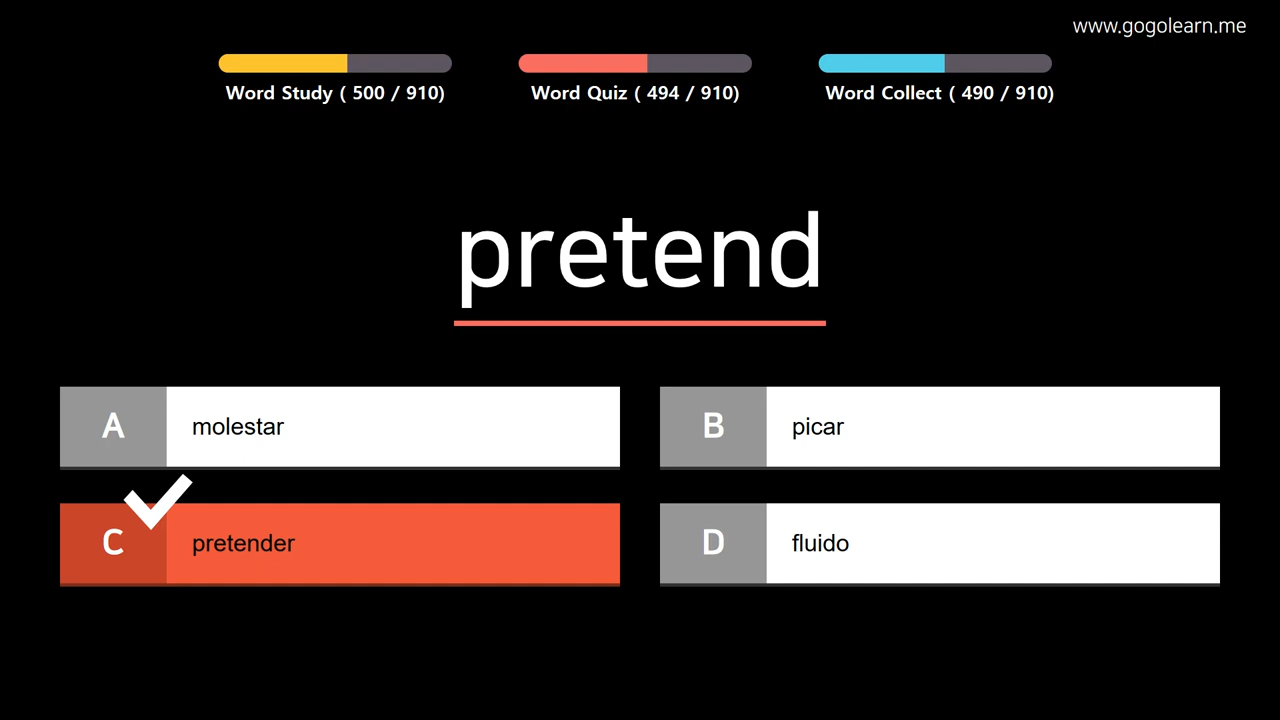 www.gogolearn.me
Word Study ( 500 / 910)
Word Quiz ( 494 / 910)
Word Collect ( 490 / 910)
pretend
A molestar
B picar
C pretender
D fluido